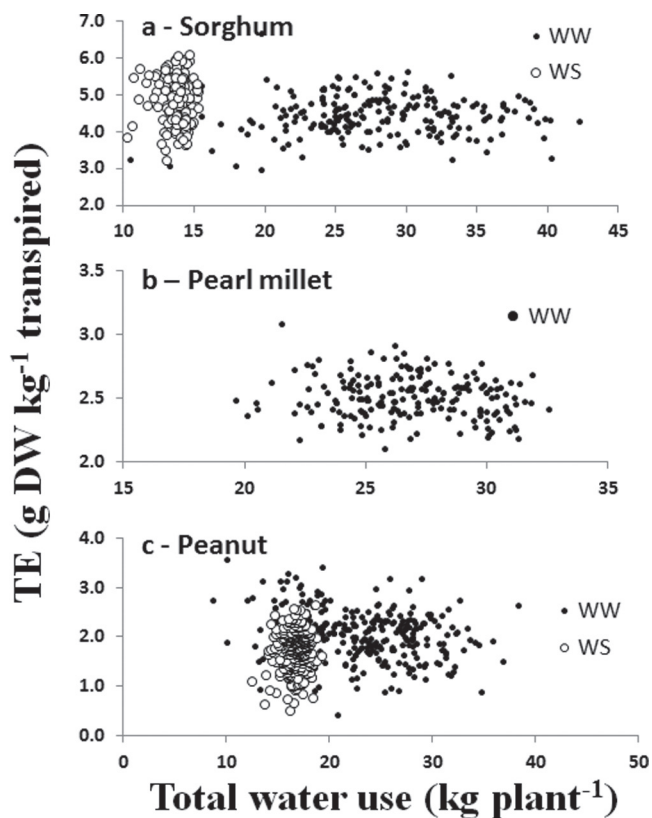 TE (g DW kg⁻¹ transpired)
a - Sorghum
WW
WS
7.0
6.0
5.0
4.0
3.0
2.0
10 15 20 25 30 35 40 45
b – Pearl millet
WW
3.5
3.0
2.5
2.0
15 20 25 30 35
c - Peanut
WW
WS
4.0
3.0
2.0
1.0
0.0
0 10 20 30 40 50
Total water use (kg plant⁻¹)